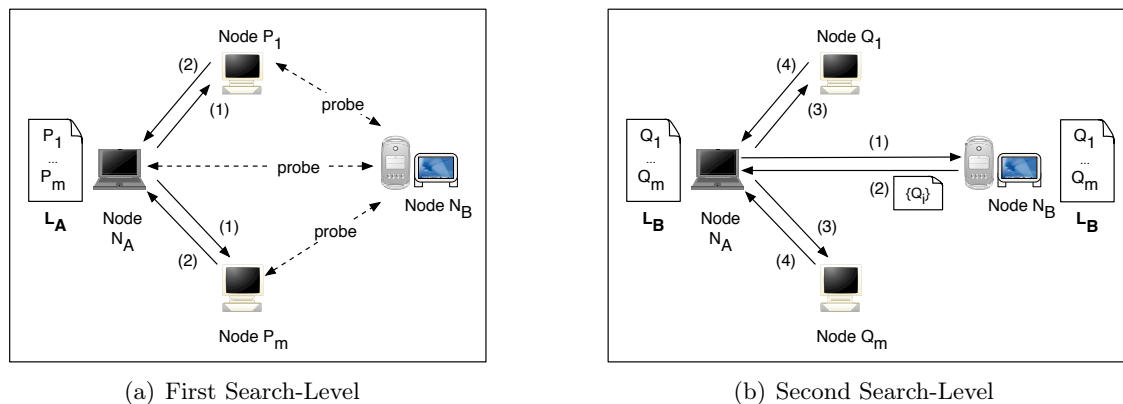 Node P1
(2)
(1)
probe
P1
...
Pm
LA
Node
NA
probe
Node NB
(1)
(2)
probe
Node Pm
(a) First Search-Level
Node Q1
(4)
(3)
Q1
...
Qm
LB
Node
NA
(1)
(2)
{Qi}
Node NB
Q1
...
Qm
LB
(3)
(4)
Node Qm
(b) Second Search-Level